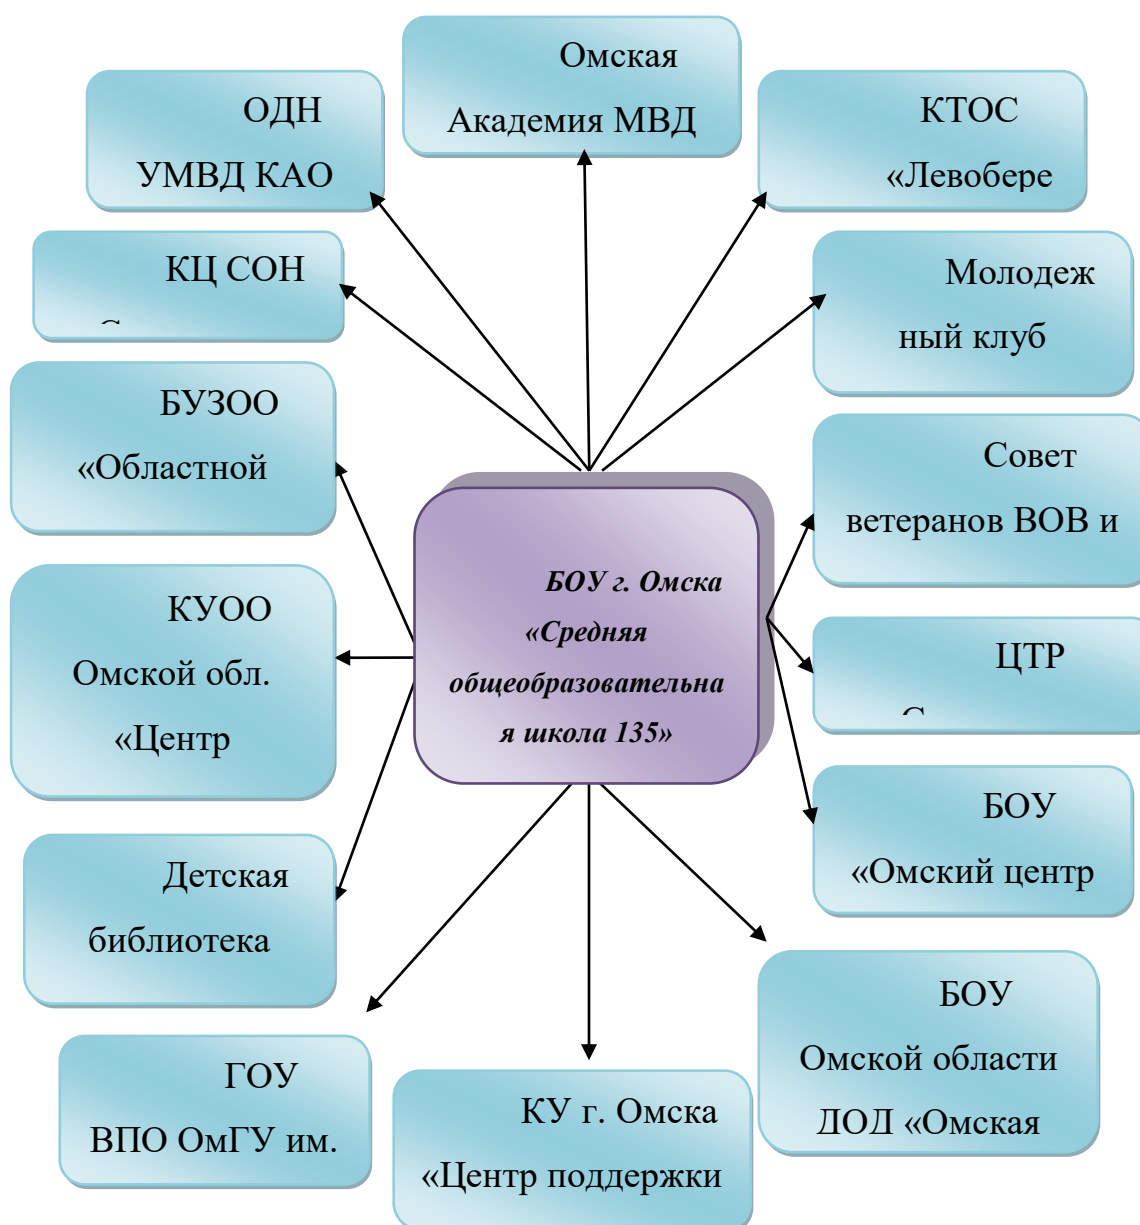 Омская
Академия МВД
ОДН
УМВД КАО
КТОС
«Левобере
КЦ СОН
Молодеж
ный клуб
БУЗОО
«Областной
Совет
ветеранов ВОВ и
БОУ г. Омска
«Средняя
общеобразовательна
я школа 135»
КУОО
Омской обл.
«Центр
ЦТР
БОУ
«Омский центр
Детская
библиотека
БОУ
Омской области
ДОД «Омская
ГОУ
ВПО ОмГУ им.
КУ г. Омска
«Центр поддержки